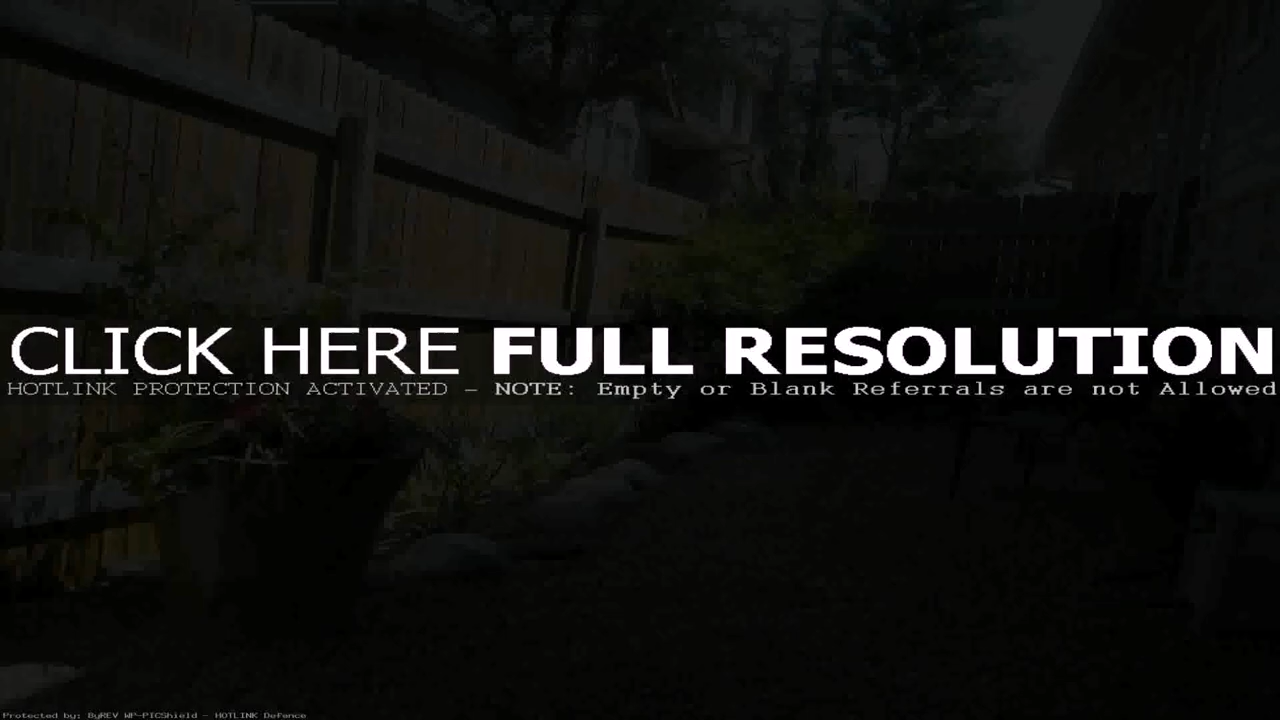 CLICK HERE FULL RESOLUTION
HOTLINK PROTECTION ACTIVATED - NOTE: Empty or Blank Referrals are not Allowed
Protected by: ByREV WP-PICShield - HOTLINK Defence